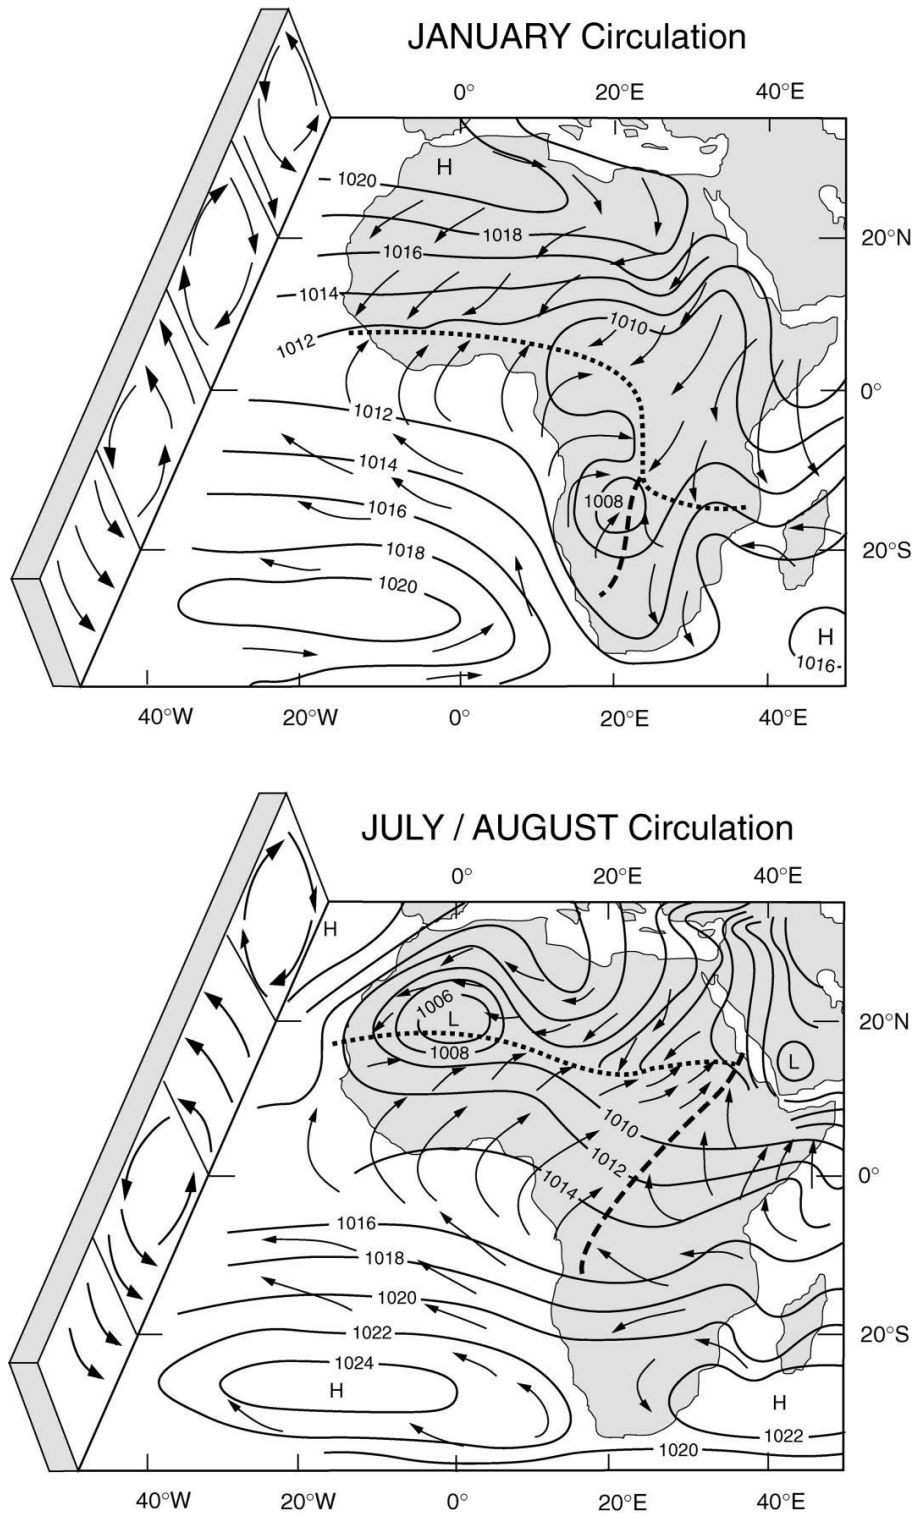 JANUARY Circulation
0° 20°E 40°E
H
1020
1018
20°N
1016
1014
1010
1012
0°
1012
1014
1008
1016
1018
20°S
1020
H
1016
40°W 20°W 0° 20°E 40°E
JULY / AUGUST Circulation
0° 20°E 40°E
H
1006
L
20°N
1008
L
1010
1012
1014
0°
1016
1018
1020
1022
20°S
1024
H
H
1022
1020
40°W 20°W 0° 20°E 40°E